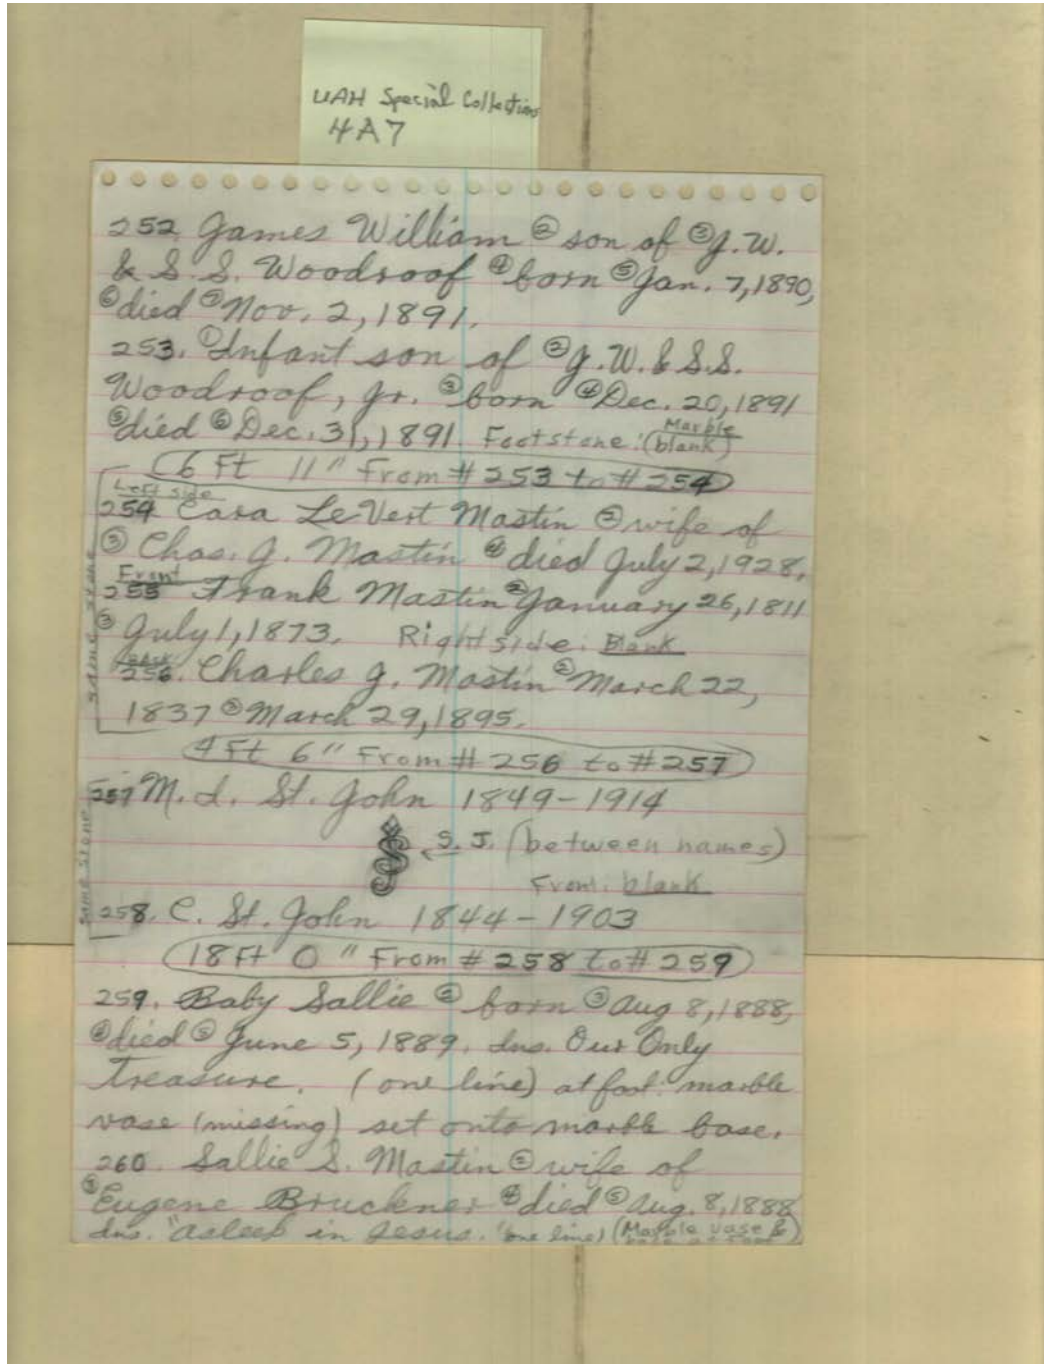 UAH Special Collections
4A7
252. James William ② son of ③ J.W.
& S.S. Woodroof ④ born ⑤ Jan. 7, 1890,
⑥ died ⑦ Nov. 2, 1891.
253. ① Infant son of ② J.W. & S.S.
Woodroof, Jr. ③ born ④ Dec. 20, 1891
⑤ died ⑥ Dec. 31, 1891. Footstone: (Marble
blank)
(6 Ft 11" From # 253 to # 254)
Left side
254 Cara LeVert Mastin ② wife of
③ Chas. J. Mastin ④ died July 2, 1928.
Front
255 Frank Mastin ② January 26, 1811
③ July 1, 1873. Right side: Blank
Back
256. Charles J. Mastin ② March 22,
1837 ③ March 29, 1895.
same stone
(4 Ft 6" From # 256 to # 257)
257 M. L. St. John 1849-1914
S. J. (between names)
Front: blank
258. C. St. John 1844-1903
same stone
(18 Ft 0" From # 258 to # 259)
259. Baby Sallie ② born ③ Aug 8, 1888,
④ died ⑤ June 5, 1889. Ins. Our Only
Treasure. (one line) at foot: marble
vase (missing) set onto marble base.
260. Sallie S. Mastin ② wife of
③ Eugene Bruckner ④ died ⑤ Aug. 8, 1888
Ins. "Asleep in Jesus." (one line) (Marble vase &
base at foot)